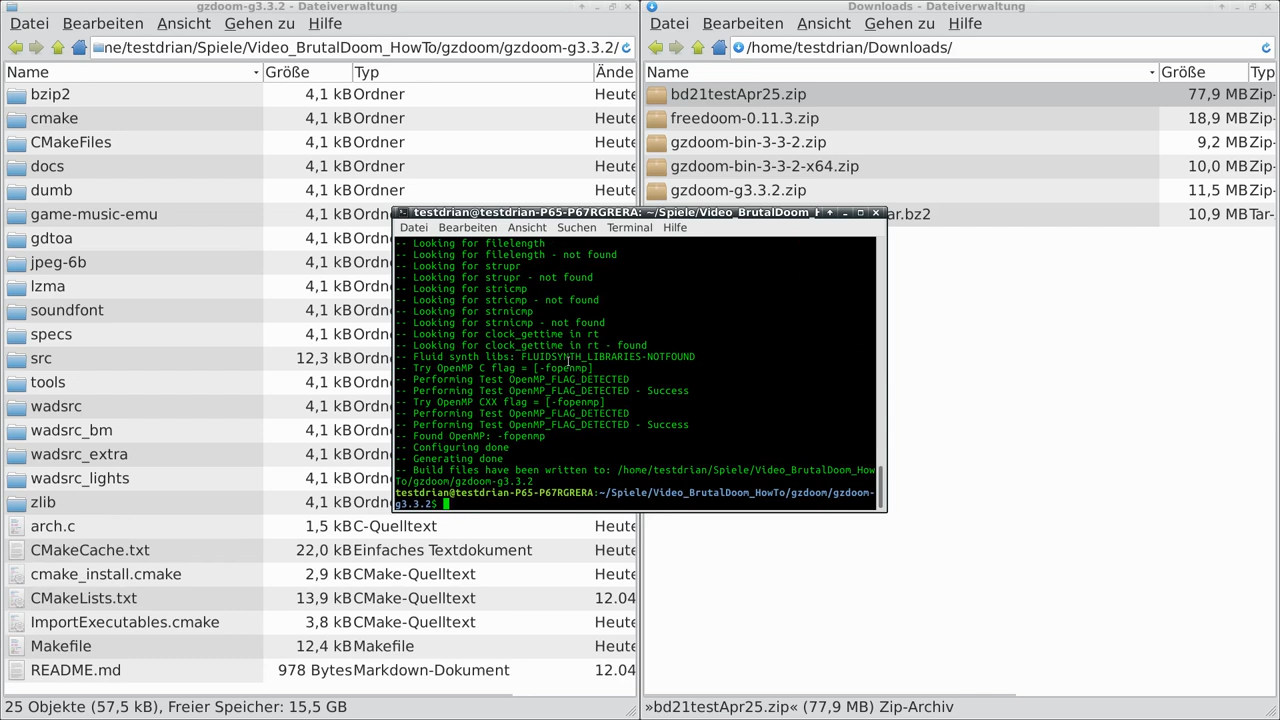 gzdoom-g3.3.2 - Dateiverwaltung
Datei Bearbeiten Ansicht Gehen zu Hilfe
ne/testdrian/Spiele/Video_BrutalDoom_HowTo/gzdoom/gzdoom-g3.3.2/
Name Größe Typ Ände
bzip2 4,1 kB Ordner Heute
cmake 4,1 kB Ordner Heute
CMakeFiles 4,1 kB Ordner Heute
docs 4,1 kB Ordner Heute
dumb 4,1 kB Ordner Heute
game-music-emu 4,1 kB
gdtoa 4,1 kB
jpeg-6b 4,1 kB
lzma 4,1 kB
soundfont 4,1 kB
specs 4,1 kB
src 12,3 kB
tools 4,1 kB
wadsrc 4,1 kB
wadsrc_bm 4,1 kB
wadsrc_extra 4,1 kB
wadsrc_lights 4,1 kB
zlib 4,1 kB
arch.c 1,5 kB C-Quelltext Heute
CMakeCache.txt 22,0 kB Einfaches Textdokument Heute
cmake_install.cmake 2,9 kB CMake-Quelltext Heute
CMakeLists.txt 13,9 kB CMake-Quelltext 12.04
ImportExecutables.cmake 3,8 kB CMake-Quelltext Heute
Makefile 12,4 kB Makefile Heute
README.md 978 Bytes Markdown-Dokument 12.04
25 Objekte (57,5 kB), Freier Speicher: 15,5 GB
Downloads - Dateiverwaltung
Datei Bearbeiten Ansicht Gehen zu Hilfe
/home/testdrian/Downloads/
Name Größe Typ
bd21testApr25.zip 77,9 MB Zip-
freedoom-0.11.3.zip 18,9 MB Zip-
gzdoom-bin-3-3-2.zip 9,2 MB Zip-
gzdoom-bin-3-3-2-x64.zip 10,0 MB Zip-
gzdoom-g3.3.2.zip 11,5 MB Zip-
ar.bz2 10,9 MB Tar-
»bd21testApr25.zip« (77,9 MB) Zip-Archiv
testdrian@testdrian-P65-P67RGRERA: ~/Spiele/Video_BrutalDoom_H
Datei Bearbeiten Ansicht Suchen Terminal Hilfe
-- Looking for filelength
-- Looking for filelength - not found
-- Looking for strupr
-- Looking for strupr - not found
-- Looking for stricmp
-- Looking for stricmp - not found
-- Looking for strnicmp
-- Looking for strnicmp - not found
-- Looking for clock_gettime in rt
-- Looking for clock_gettime in rt - found
-- Fluid synth libs: FLUIDSYNTH_LIBRARIES-NOTFOUND
-- Try OpenMP C flag = [-fopenmp]
-- Performing Test OpenMP_FLAG_DETECTED
-- Performing Test OpenMP_FLAG_DETECTED - Success
-- Try OpenMP CXX flag = [-fopenmp]
-- Performing Test OpenMP_FLAG_DETECTED
-- Performing Test OpenMP_FLAG_DETECTED - Success
-- Found OpenMP: -fopenmp
-- Configuring done
-- Generating done
-- Build files have been written to: /home/testdrian/Spiele/Video_BrutalDoom_How
To/gzdoom/gzdoom-g3.3.2
testdrian@testdrian-P65-P67RGRERA:~/Spiele/Video_BrutalDoom_HowTo/gzdoom/gzdoom-
g3.3.2$